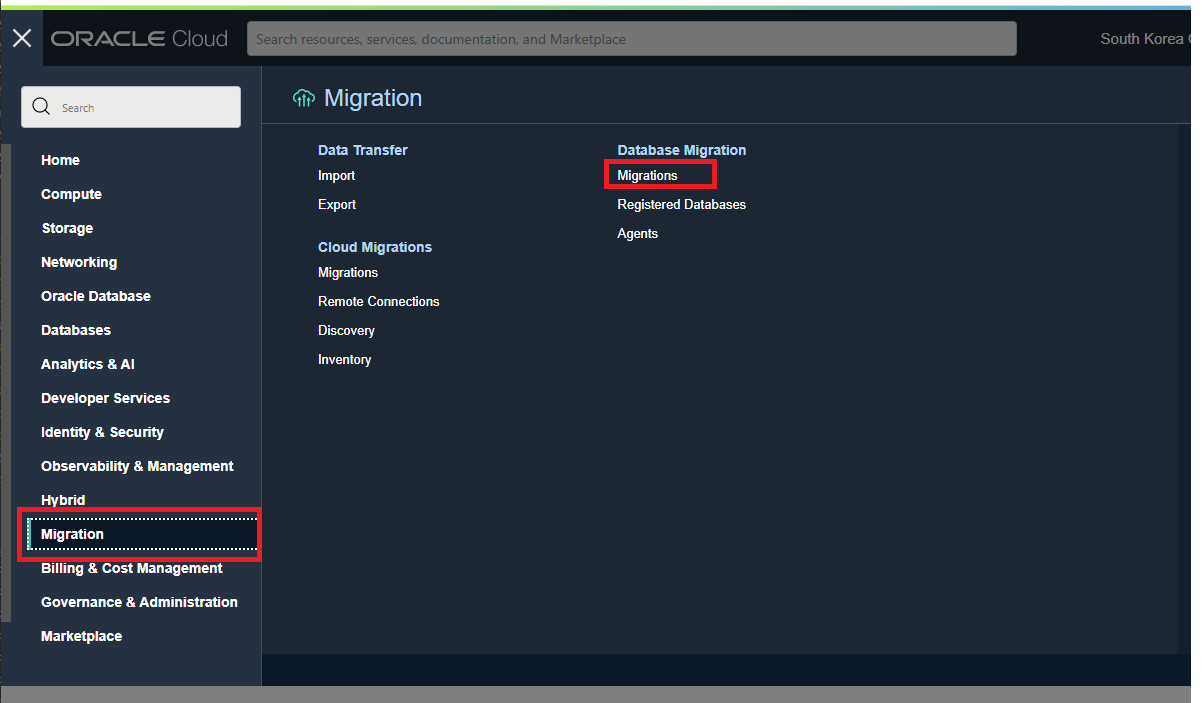 ORACLE Cloud
Search resources, services, documentation, and Marketplace
South Korea
Search
Home
Compute
Storage
Networking
Oracle Database
Databases
Analytics & AI
Developer Services
Identity & Security
Observability & Management
Hybrid
Migration
Billing & Cost Management
Governance & Administration
Marketplace
Migration
Data Transfer
Import
Export
Cloud Migrations
Migrations
Remote Connections
Discovery
Inventory
Database Migration
Migrations
Registered Databases
Agents